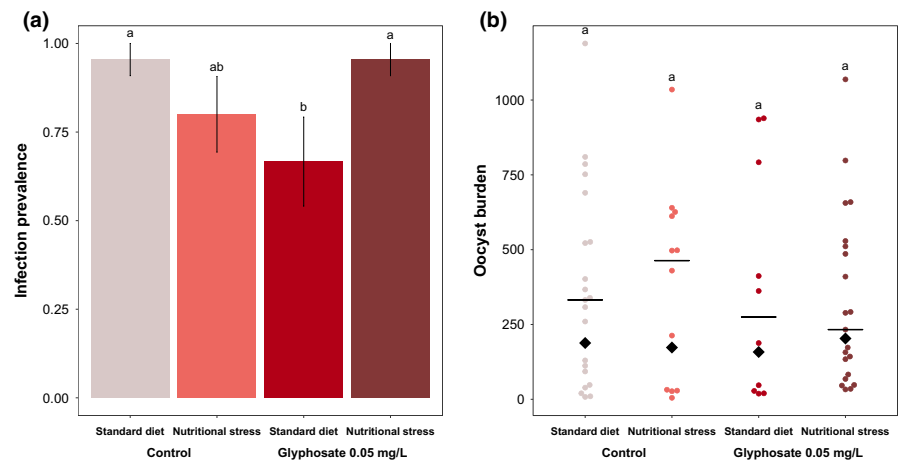 (a)
Infection prevalence
1.00
0.75
0.50
0.25
0.00
a
ab
b
a
Standard diet Nutritional stress Standard diet Nutritional stress
Control Glyphosate 0.05 mg/L
(b)
Oocyst burden
1000
750
500
250
0
a
a
a
a
Standard diet Nutritional stress Standard diet Nutritional stress
Control Glyphosate 0.05 mg/L